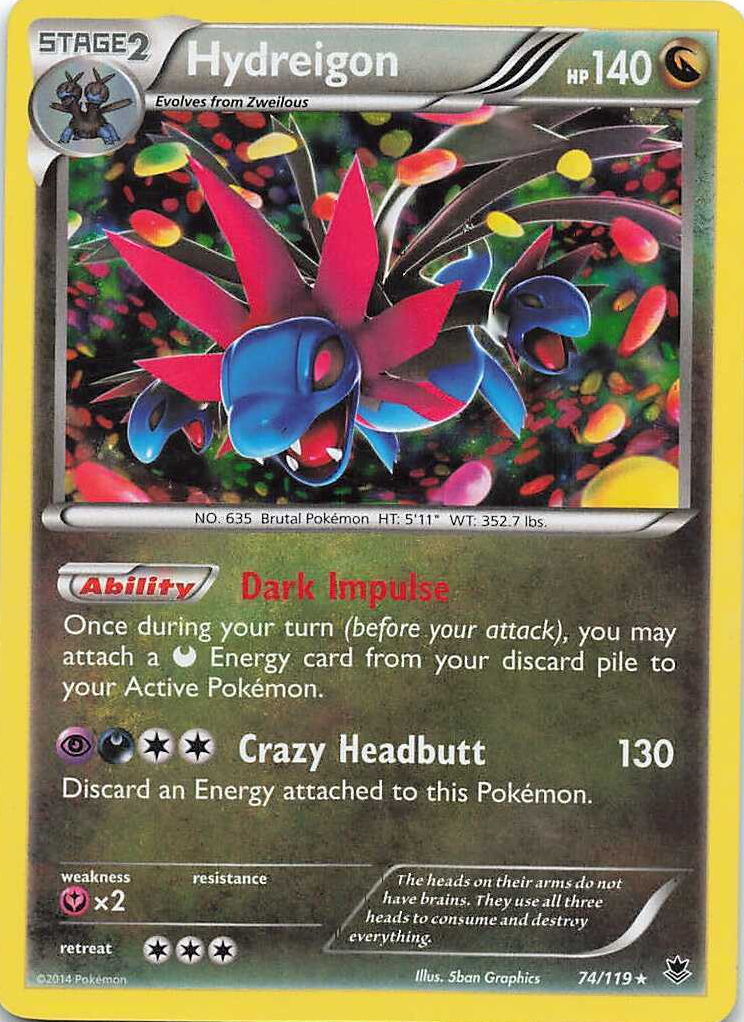 STAGE2
Hydreigon
HP140
Evolves from Zweilous
NO. 635 Brutal Pokémon HT: 5'11" WT: 352.7 lbs.
Ability Dark Impulse
Once during your turn (before your attack), you may
attach a Energy card from your discard pile to
your Active Pokémon.
Crazy Headbutt 130
Discard an Energy attached to this Pokémon.
weakness resistance
×2
The heads on their arms do not
have brains. They use all three
heads to consume and destroy
everything.
retreat
©2014 Pokémon Illus. 5ban Graphics 74/119★